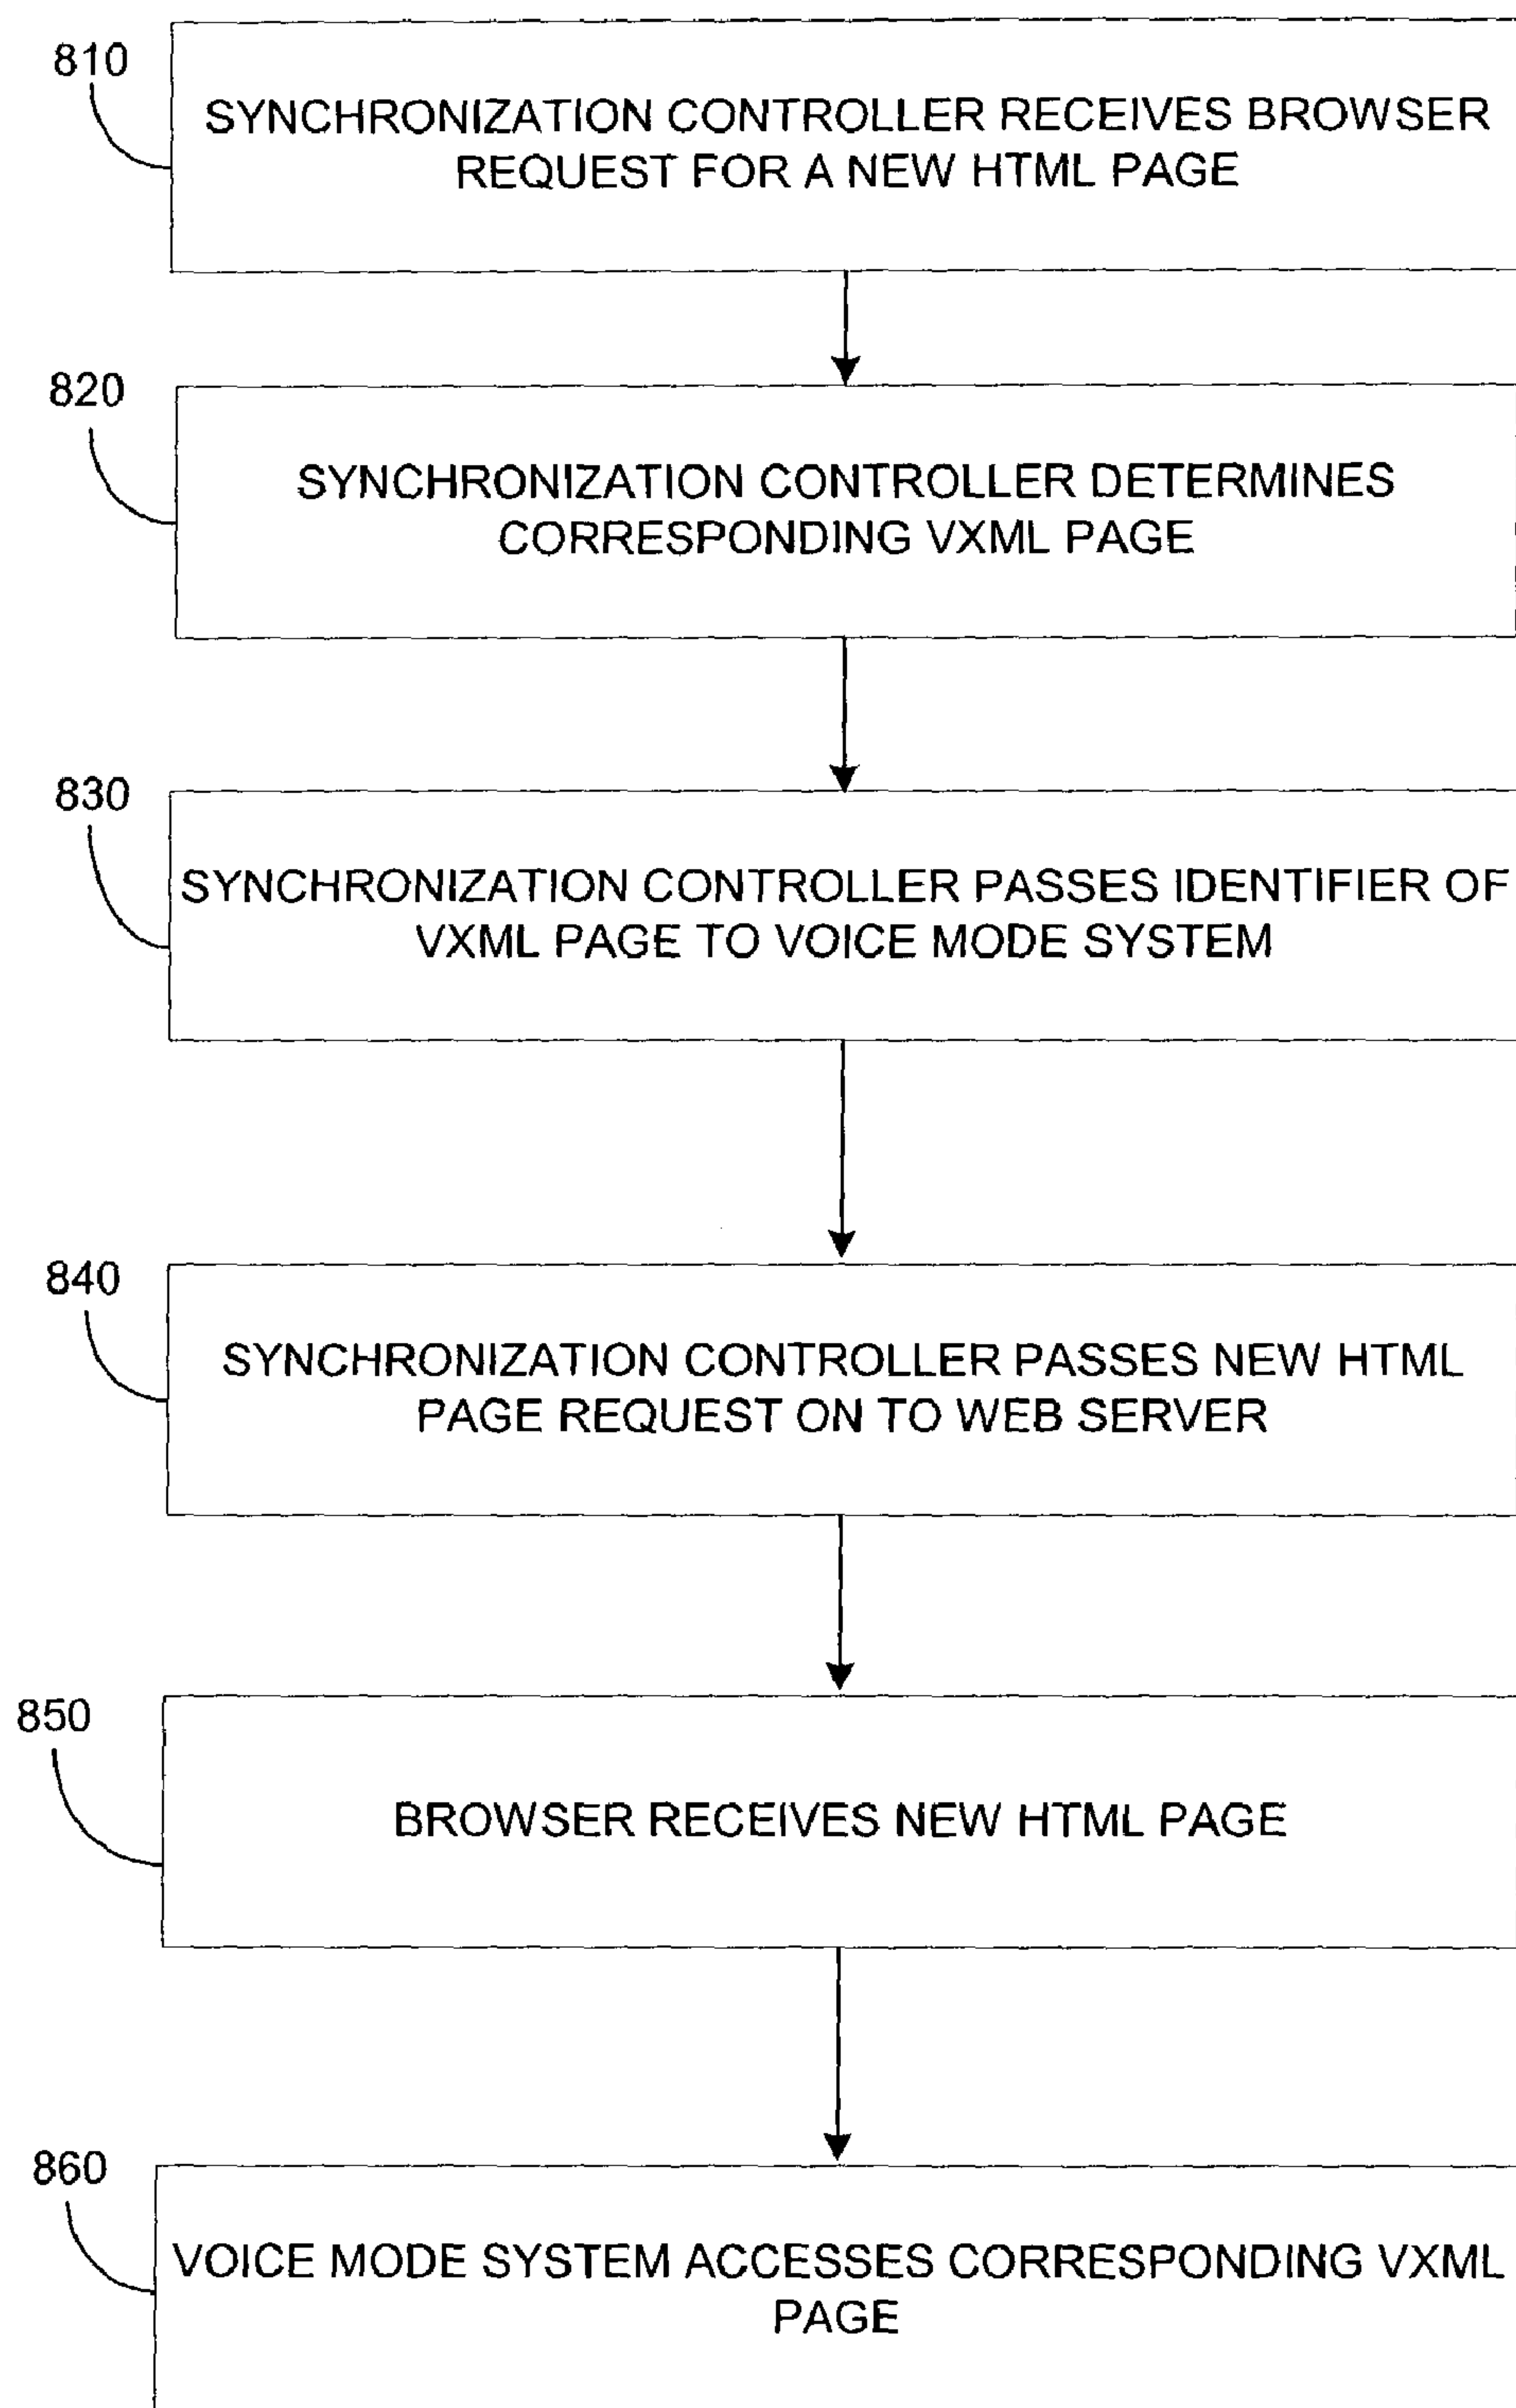 810
SYNCHRONIZATION CONTROLLER RECEIVES BROWSER
REQUEST FOR A NEW HTML PAGE
820
SYNCHRONIZATION CONTROLLER DETERMINES
CORRESPONDING VXML PAGE
830
SYNCHRONIZATION CONTROLLER PASSES IDENTIFIER OF
VXML PAGE TO VOICE MODE SYSTEM
840
SYNCHRONIZATION CONTROLLER PASSES NEW HTML
PAGE REQUEST ON TO WEB SERVER
850
BROWSER RECEIVES NEW HTML PAGE
860
VOICE MODE SYSTEM ACCESSES CORRESPONDING VXML
PAGE